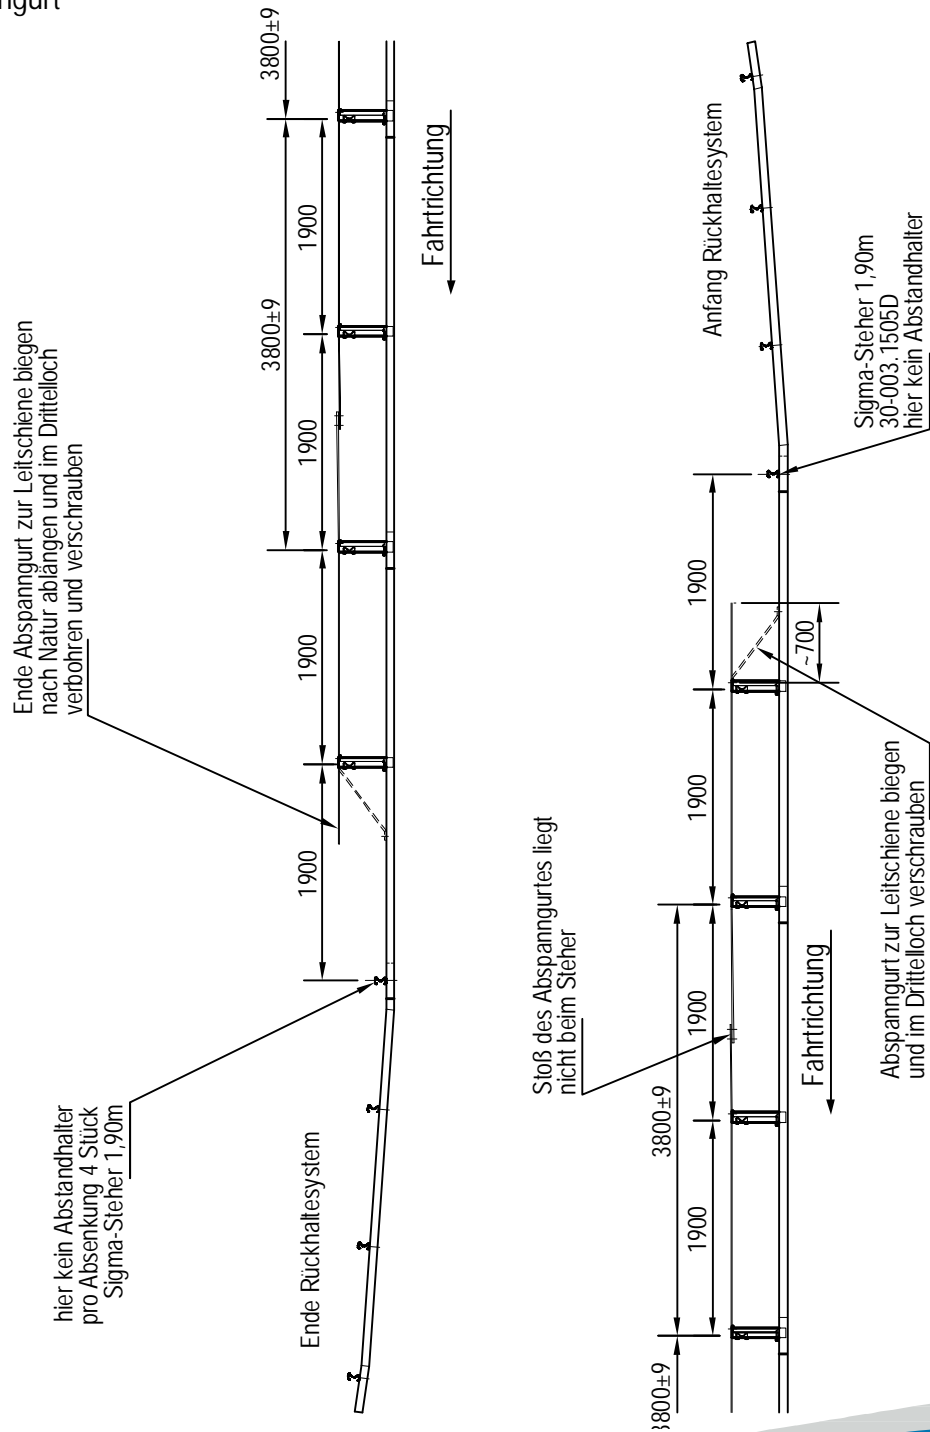 3800±9
3800±9
1900
1900
1900
1900
Fahrtrichtung
Ende Abspanngurt zur Leitschiene biegen
nach Natur ablängen und im Drittelloch
verbohren und verschrauben
hier kein Abstandhalter
pro Absenkung 4 Stück
Sigma-Steher 1,90m
Ende Rückhaltesystem
Anfang Rückhaltesystem
Sigma-Steher 1,90m
30-003.1505D
hier kein Abstandhalter
1900
~700
1900
Abspanngurt zur Leitschiene biegen
und im Drittelloch verschrauben
Stoß des Abspanngurtes liegt
nicht beim Steher
Fahrtrichtung
1900
3800±9
1900
3800±9